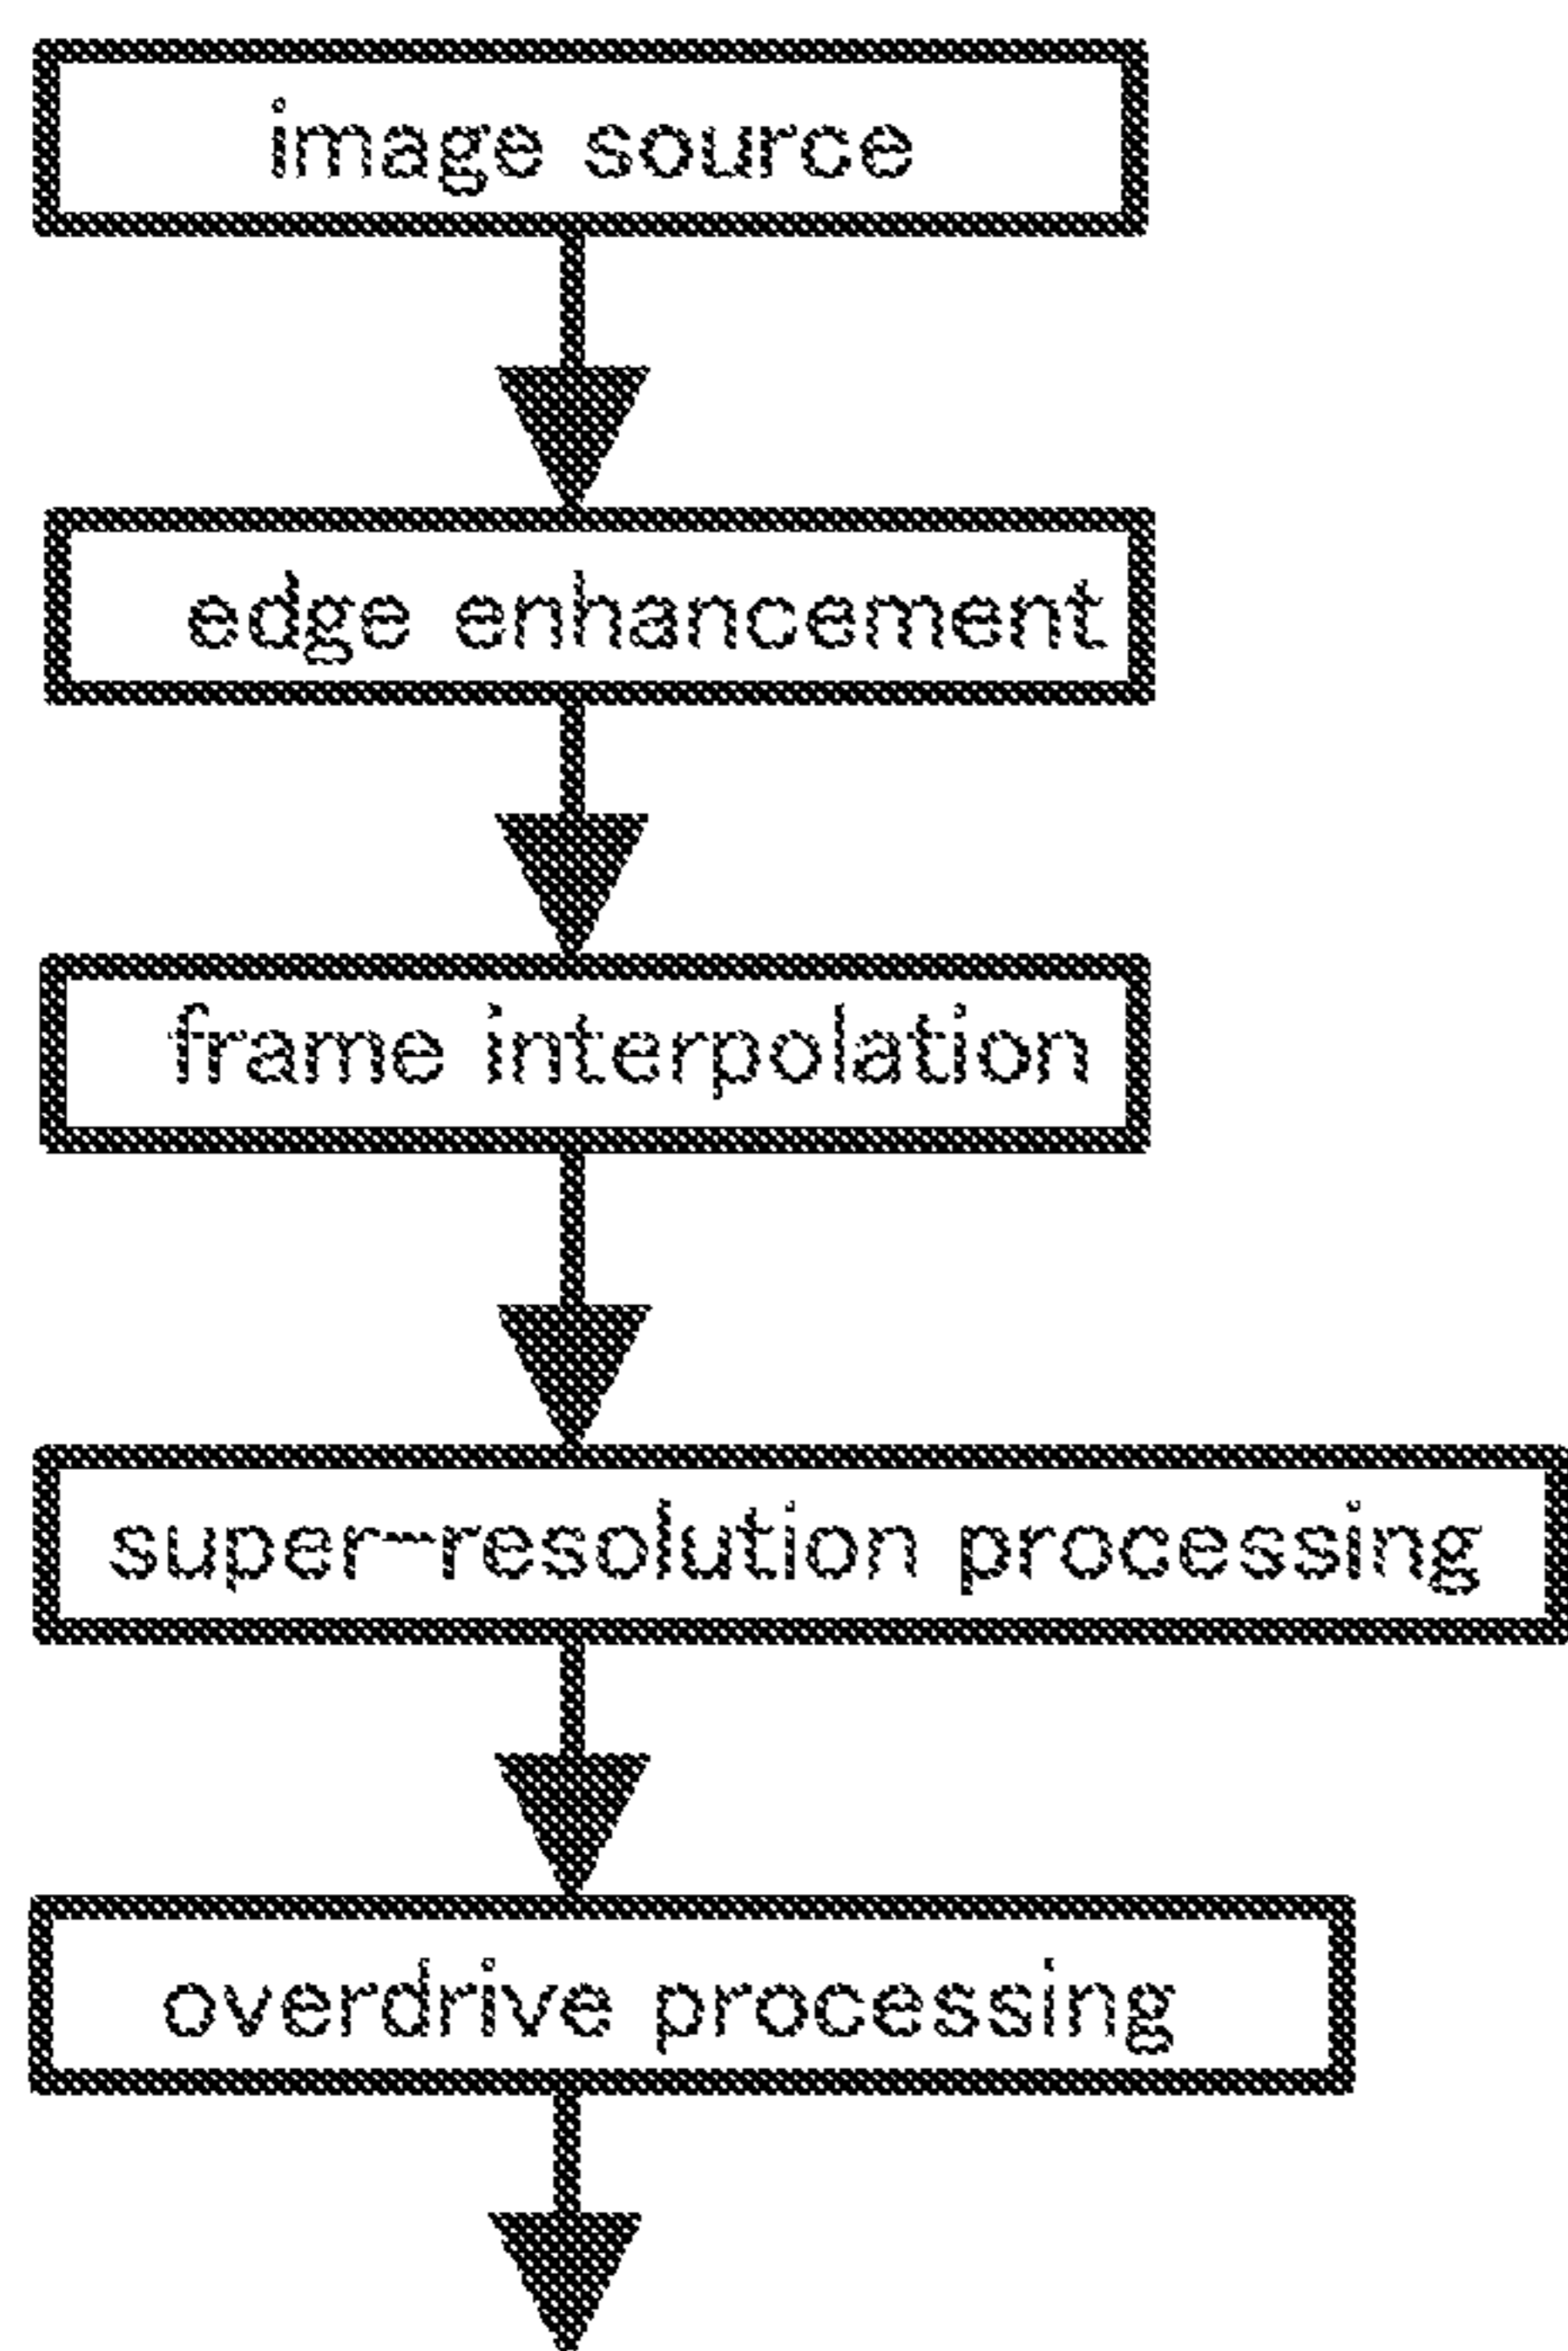 image source
edge enhancement
frame interpolation
super-resolution processing
overdrive processing